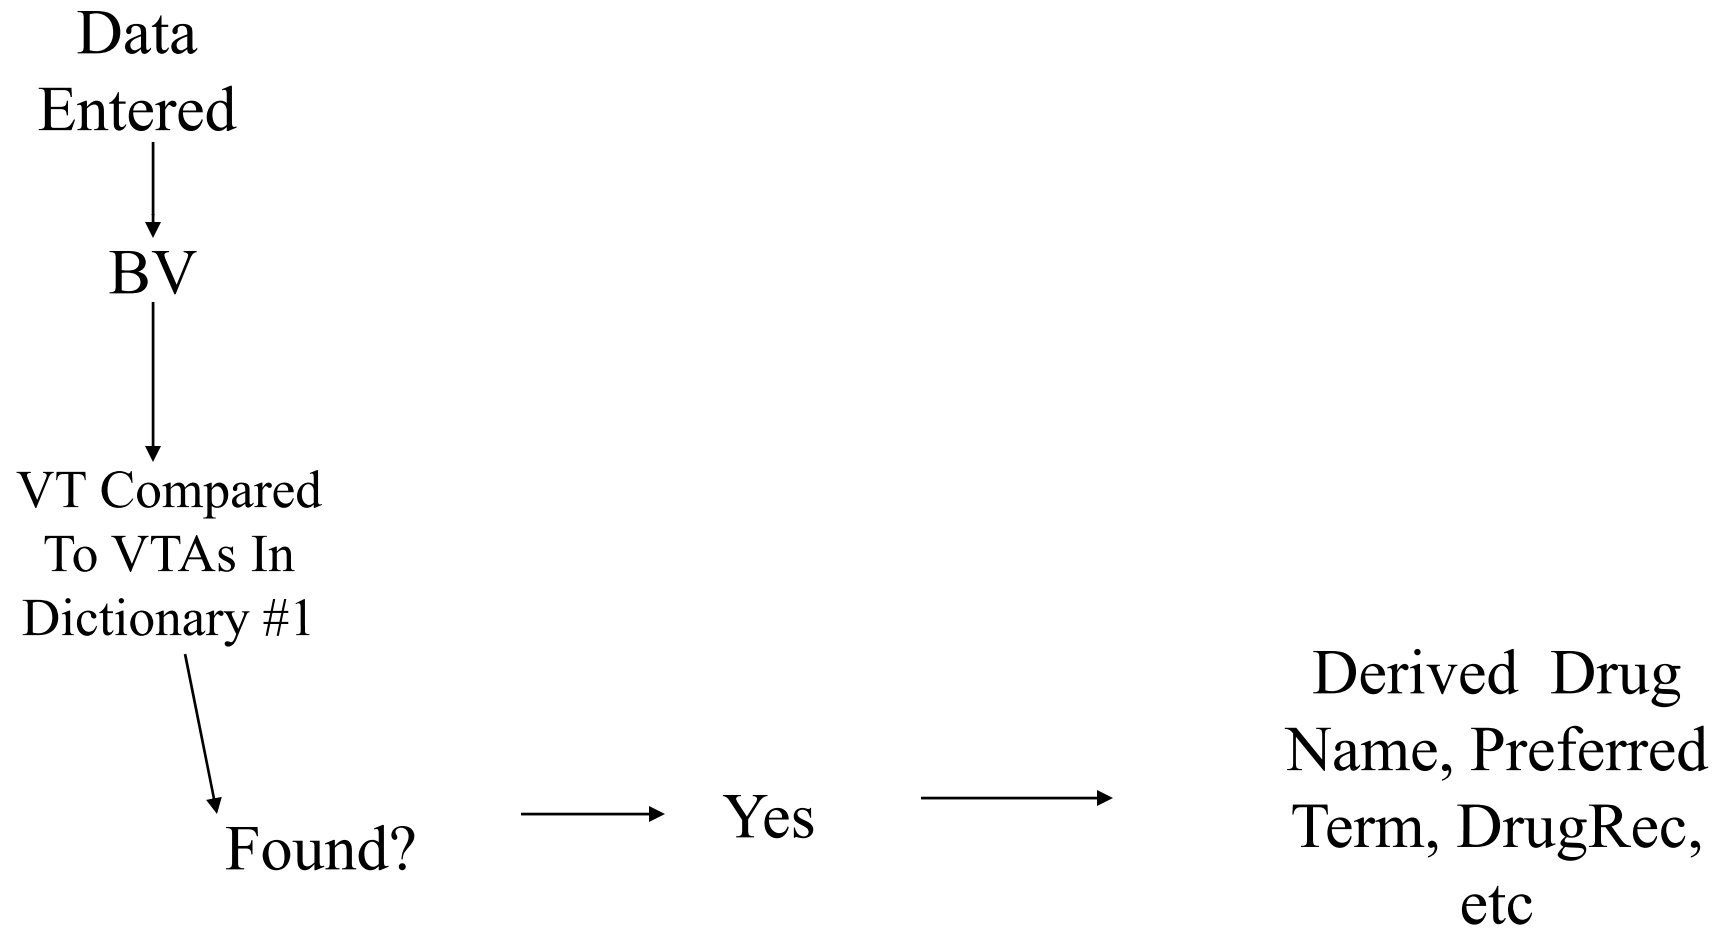 Data
Entered
BV
VT Compared
To VTAs In
Dictionary #1
Found?
Yes
Derived  Drug
Name, Preferred
Term, DrugRec,
etc